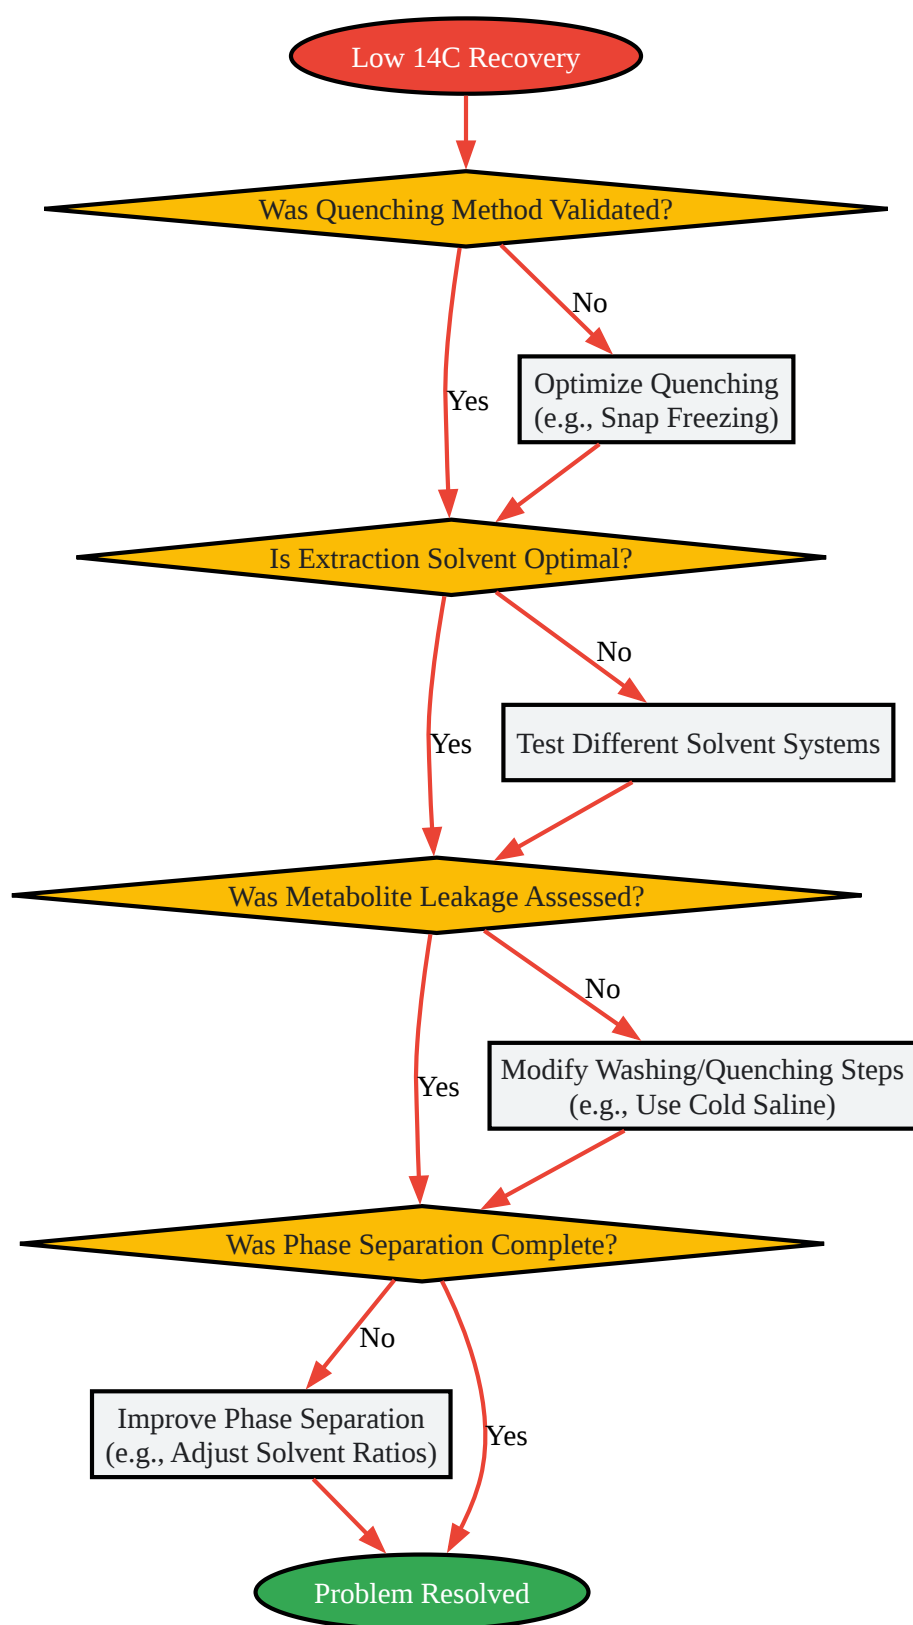 Low 14C Recovery
Was Quenching Method Validated?
No
Optimize Quenching
(e.g., Snap Freezing)
Yes
Is Extraction Solvent Optimal?
No
Test Different Solvent Systems
Yes
Was Metabolite Leakage Assessed?
No
Modify Washing/Quenching Steps
(e.g., Use Cold Saline)
Yes
Was Phase Separation Complete?
No
Improve Phase Separation
(e.g., Adjust Solvent Ratios)
Yes
Problem Resolved